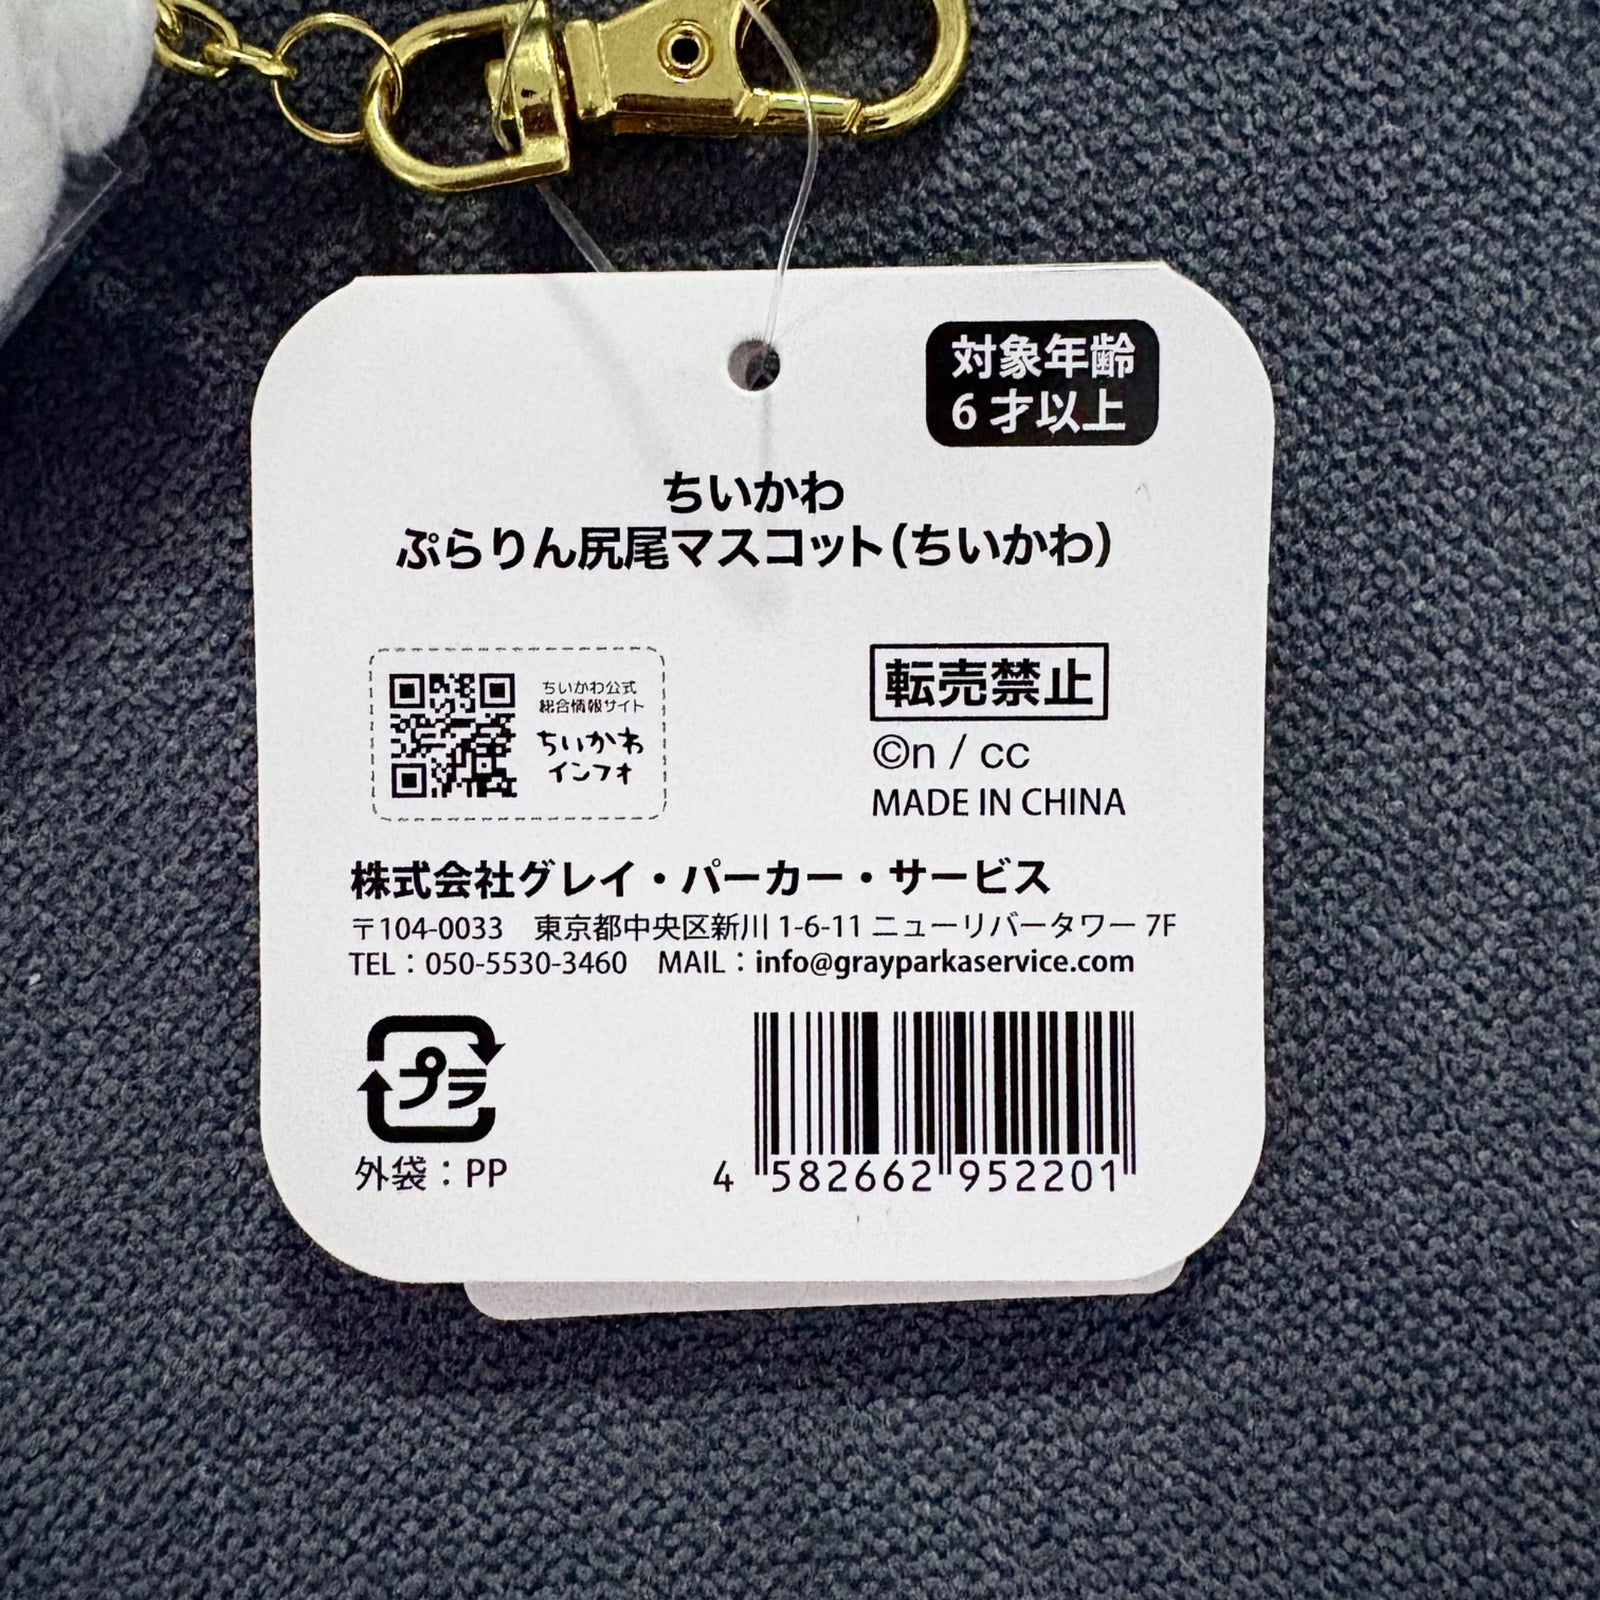 対象年齢
6才以上
ちいかわ
ぷらりん尻尾マスコット(ちいかわ)
ちいかわ公式
総合情報サイト
ちいかわ
インフォ
転売禁止
©n / cc
MADE IN CHINA
株式会社グレイ・パーカー・サービス
〒104-0033 東京都中央区新川 1-6-11 ニューリバータワー 7F
TEL:050-5530-3460 MAIL:info@grayparkaservice.com
プラ
外袋:PP
4 582662 952201